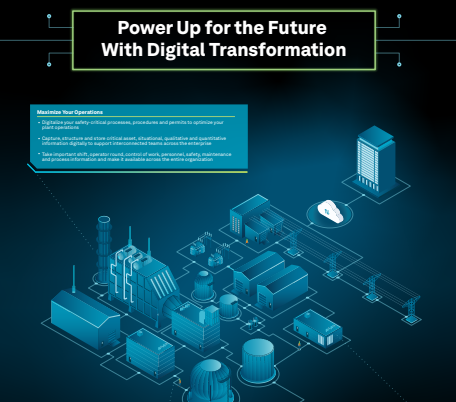 Power Up for the Future
With Digital Transformation
Maximize Your Operations
• Digitalize your safety-critical processes, procedures and permits to optimize your
plant operations
• Capture, structure and store critical asset, situational, qualitative and quantitative
information digitally to support interconnected teams across the enterprise
• Take important shift, operator round, control of work, personnel, safety, maintenance
and process information and make it available across the entire organization